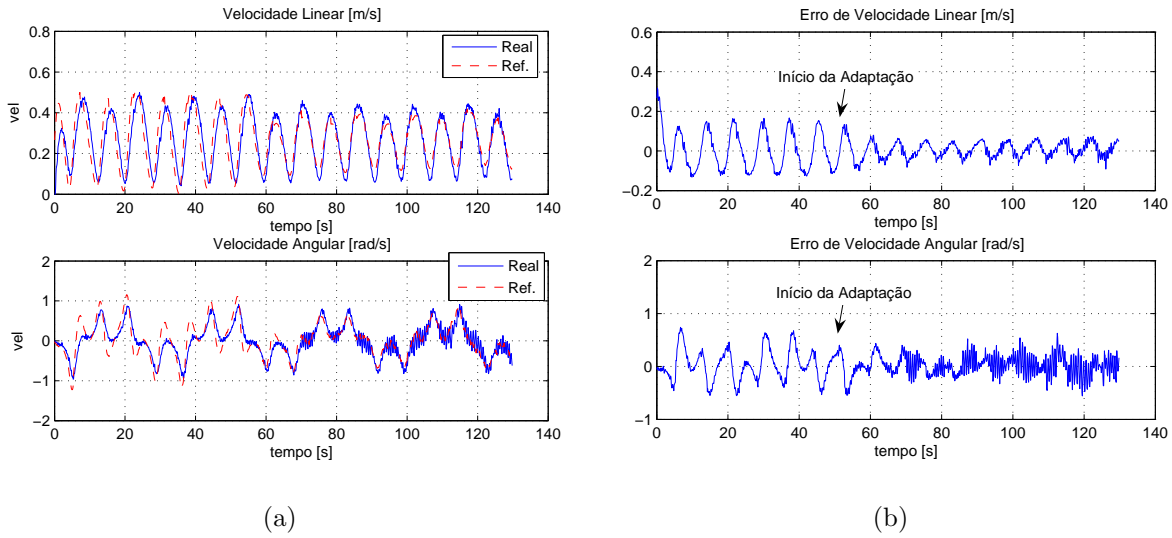 Velocidade Linear [m/s]
0.8
0.6
0.4
0.2
0
vel
Real
Ref.
0 20 40 60 80 100 120 140
tempo [s]
Velocidade Angular [rad/s]
2
1
0
−1
−2
vel
Real
Ref.
0 20 40 60 80 100 120 140
tempo [s]
(a)
Erro de Velocidade Linear [m/s]
0.6
0.4
0.2
0
−0.2
Início da Adaptação
0 20 40 60 80 100 120 140
tempo [s]
Erro de Velocidade Angular [rad/s]
2
1
0
−1
Início da Adaptação
0 20 40 60 80 100 120 140
tempo [s]
(b)